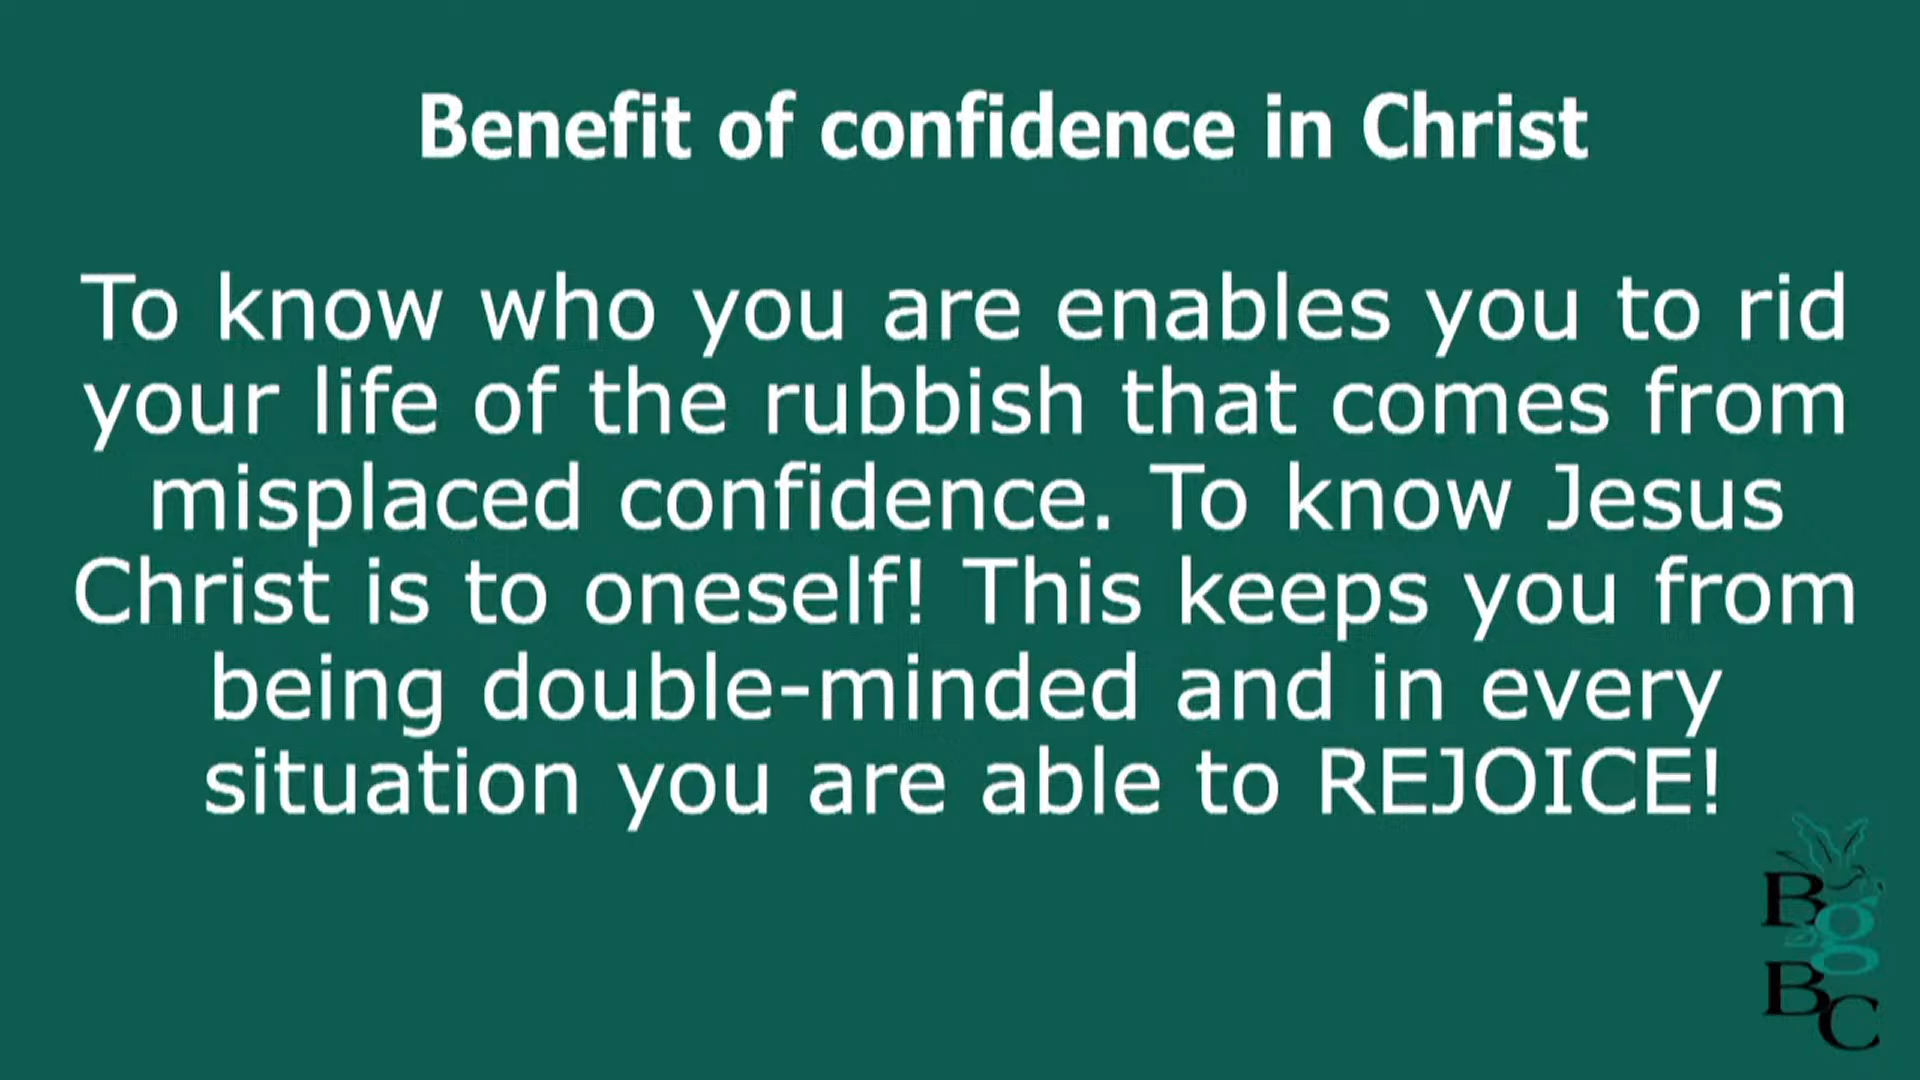 Benefit of confidence in Christ
To know who you are enables you to rid
your life of the rubbish that comes from
misplaced confidence. To know Jesus
Christ is to oneself! This keeps you from
being double-minded and in every
situation you are able to REJOICE!
Bg
BC